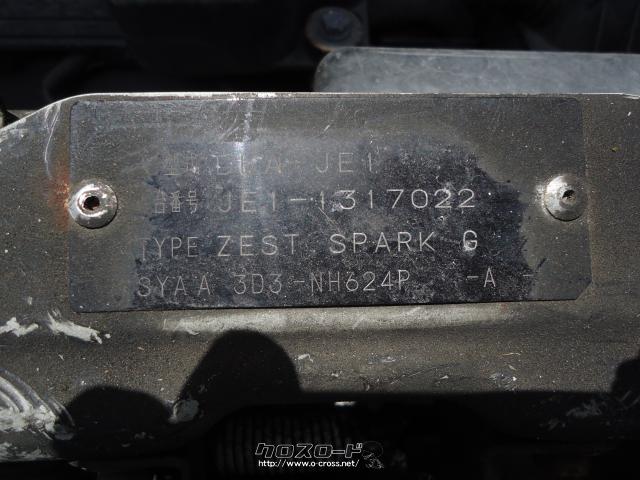 JE1
台番号 JE1-1317022
TYPE ZEST SPARK G
SYAA 3D3-NH624P -A-
クロスロード
http://www.o-cross.net/